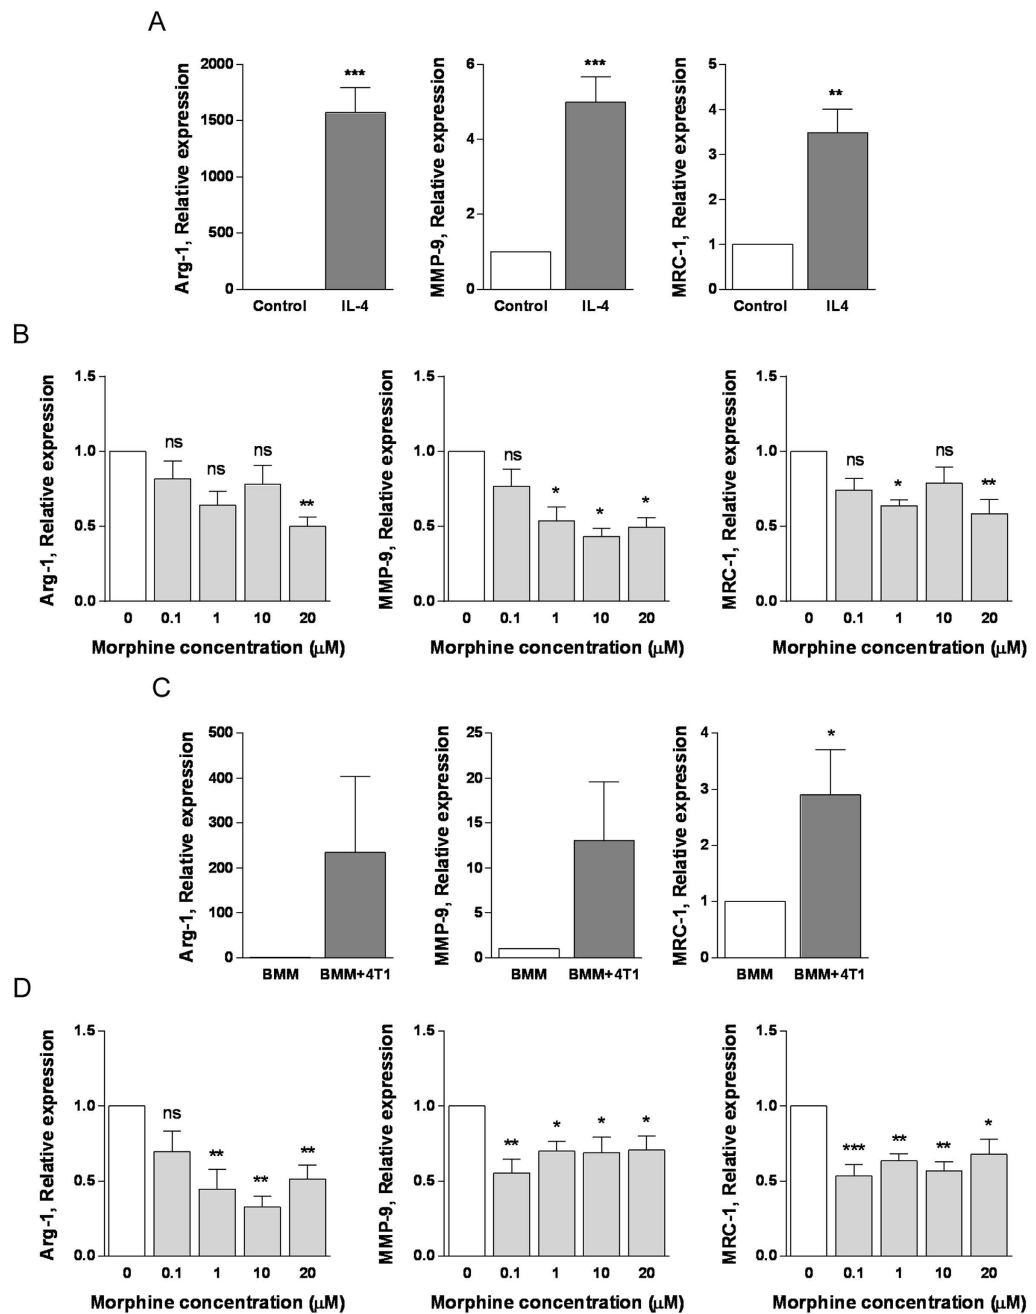 A
Arg-1, Relative expression
2000
1500
1000
500
0
***
Control IL-4
MMP-9, Relative expression
6
4
2
0
***
Control IL-4
MRC-1, Relative expression
5
4
3
2
1
0
**
Control IL4
B
Arg-1, Relative expression
1.5
1.0
0.5
0.0
ns ns ns **
0 0.1 1 10 20
Morphine concentration (μM)
MMP-9, Relative expression
1.5
1.0
0.5
0.0
ns * * *
0 0.1 1 10 20
Morphine concentration (μM)
MRC-1, Relative expression
1.5
1.0
0.5
0.0
ns * ns **
0 0.1 1 10 20
Morphine concentration (μM)
C
Arg-1, Relative expression
500
400
300
200
100
0
BMM BMM+4T1
MMP-9, Relative expression
25
20
15
10
5
0
BMM BMM+4T1
MRC-1, Relative expression
4
3
2
1
0
*
BMM BMM+4T1
D
Arg-1, Relative expression
1.5
1.0
0.5
0.0
ns ** ** **
0 0.1 1 10 20
Morphine concentration (μM)
MMP-9, Relative expression
1.5
1.0
0.5
0.0
** * * *
0 0.1 1 10 20
Morphine concentration (μM)
MRC-1, Relative expression
1.5
1.0
0.5
0.0
*** ** ** *
0 0.1 1 10 20
Morphine concentration (μM)